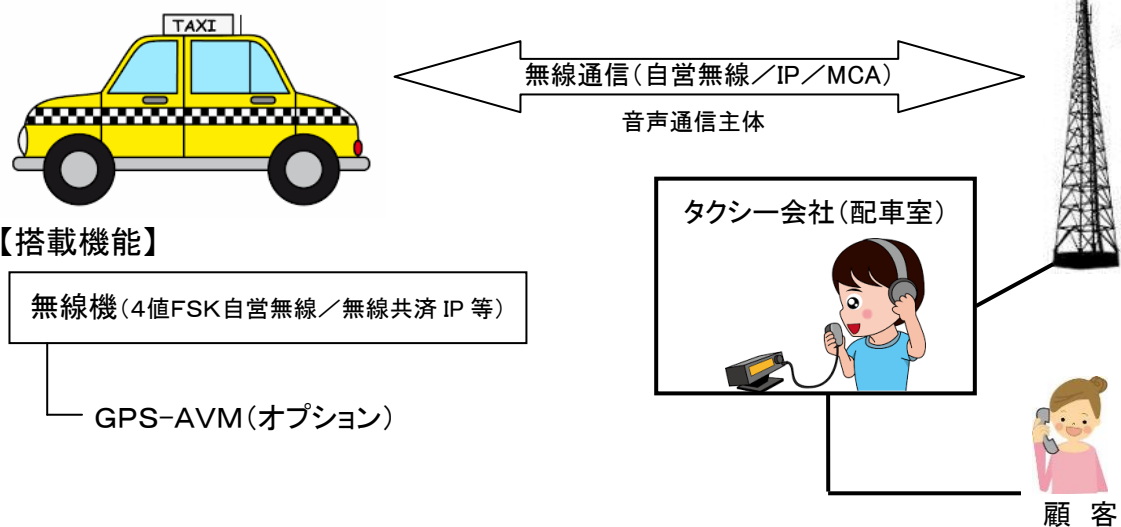 TAXI
無線通信(自営無線/IP/MCA)
音声通信主体
タクシー会社(配車室)
【搭載機能】
無線機(4値FSK自営無線/無線共済 IP 等)
GPS-AVM(オプション)
顧 客